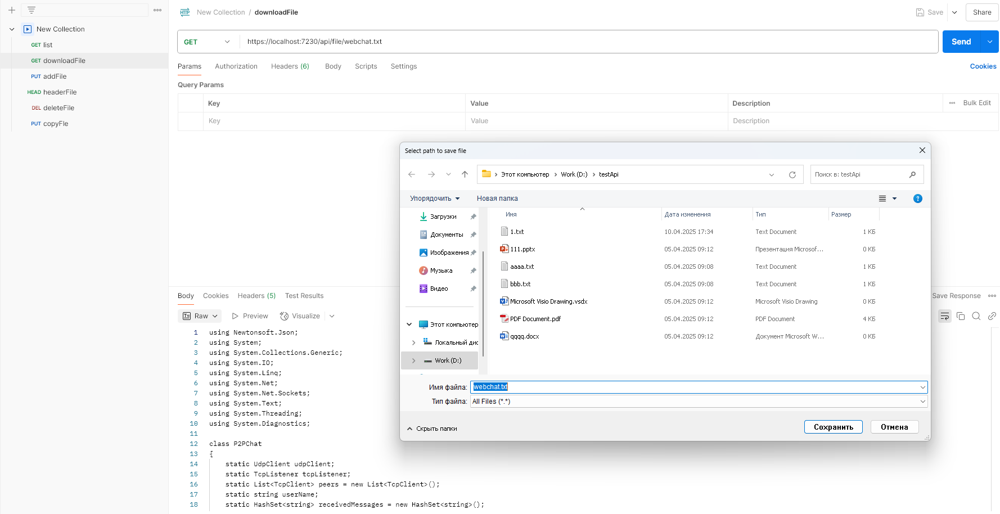 New Collection
GET list
GET downloadFile
PUT addFile
HEAD headerFile
DEL deleteFile
PUT copyFle
HTTP New Collection / downloadFile
Save
Share
GET https://localhost:7230/api/file/webchat.txt
Send
Params Authorization Headers (6) Body Scripts Settings
Cookies
Query Params
Key Value Description Bulk Edit
Key Value Description
Select path to save file
Этот компьютер Work (D:) testApi
Поиск в: testApi
Упорядочить Новая папка
Загрузки
Документы
Изображения
Музыка
Видео
Этот компьютер
Локальный дис
Work (D:)
Имя Дата изменения Тип Размер
1.txt 10.04.2025 17:34 Text Document 1 КБ
111.pptx 05.04.2025 09:12 Презентация Microsof... 0 КБ
aaaa.txt 05.04.2025 09:08 Text Document 1 КБ
bbb.txt 05.04.2025 09:08 Text Document 1 КБ
Microsoft Visio Drawing.vsdx 05.04.2025 09:12 Microsoft Visio Drawing 0 КБ
PDF Document.pdf 05.04.2025 09:12 PDF Document 4 КБ
qqqq.docx 05.04.2025 09:12 Документ Microsoft W... 0 КБ
Имя файла: webchat.txt
Тип файла: All Files (*.*)
Скрыть папки
Сохранить Отмена
Body Cookies Headers (5) Test Results
Save Response
Raw Preview Visualize
1 using Newtonsoft.Json;
2 using System;
3 using System.Collections.Generic;
4 using System.IO;
5 using System.Linq;
6 using System.Net;
7 using System.Net.Sockets;
8 using System.Text;
9 using System.Threading;
10 using System.Diagnostics;
11
12 class P2PChat
13 {
14 static UdpClient udpClient;
15 static TcpListener tcpListener;
16 static List<TcpClient> peers = new List<TcpClient>();
17 static string userName;
18 static HashSet<string> receivedMessages = new HashSet<string>();